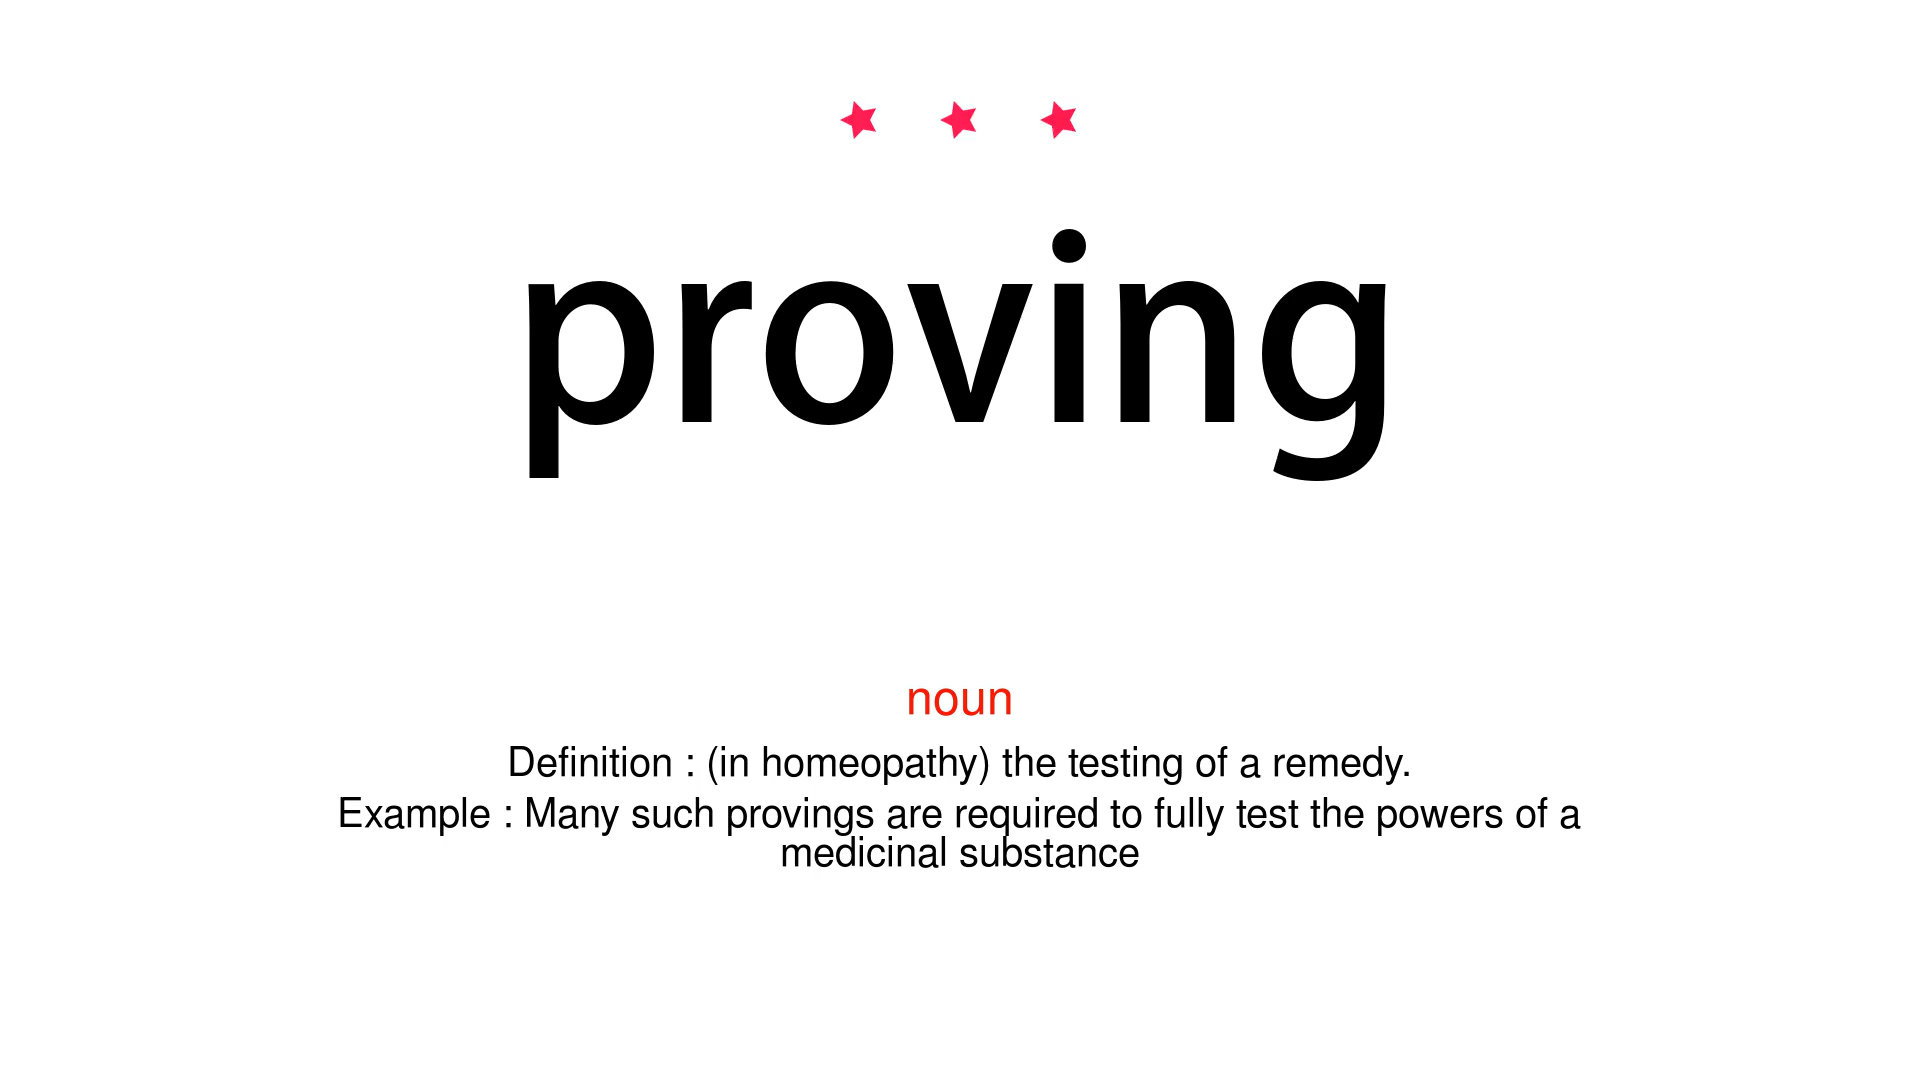 proving
noun
Definition : (in homeopathy) the testing of a remedy.
Example : Many such provings are required to fully test the powers of a
medicinal substance